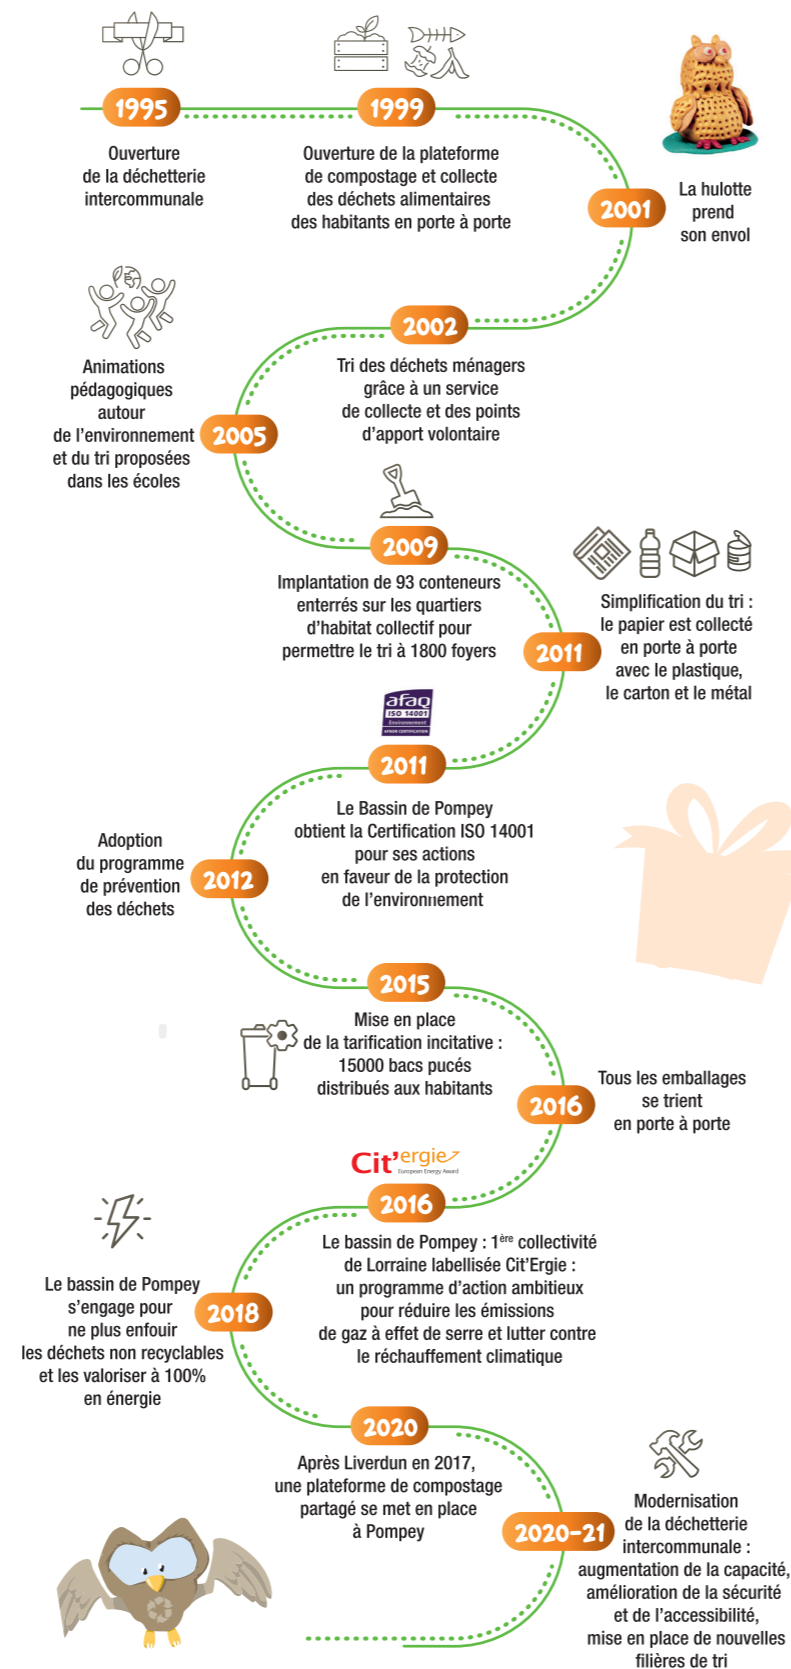 1995
Ouverture
de la déchetterie
intercommunale
1999
Ouverture de la plateforme
de compostage et collecte
des déchets alimentaires
des habitants en porte à porte
2001
La hulotte
prend
son envol
2002
Tri des déchets ménagers
grâce à un service
de collecte et des points
d'apport volontaire
2005
Animations
pédagogiques
autour
de l'environnement
et du tri proposées
dans les écoles
2009
Implantation de 93 conteneurs
enterrés sur les quartiers
d'habitat collectif pour
permettre le tri à 1800 foyers
2011
Simplification du tri :
le papier est collecté
en porte à porte
avec le plastique,
le carton et le métal
afaq
ISO 14001
Environnement
AFNOR CERTIFICATION
2011
Le Bassin de Pompey
obtient la Certification ISO 14001
pour ses actions
en faveur de la protection
de l'environnement
2012
Adoption
du programme
de prévention
des déchets
2015
Mise en place
de la tarification incitative :
15000 bacs pucés
distribués aux habitants
2016
Tous les emballages
se trient
en porte à porte
Cit'ergie
European Energy Award
2016
Le bassin de Pompey : 1ère collectivité
de Lorraine labellisée Cit'Ergie :
un programme d'action ambitieux
pour réduire les émissions
de gaz à effet de serre et lutter contre
le réchauffement climatique
2018
Le bassin de Pompey
s'engage pour
ne plus enfouir
les déchets non recyclables
et les valoriser à 100%
en énergie
2020
Après Liverdun en 2017,
une plateforme de compostage
partagé se met en place
à Pompey
2020-21
Modernisation
de la déchetterie
intercommunale :
augmentation de la capacité,
amélioration de la sécurité
et de l'accessibilité,
mise en place de nouvelles
filières de tri